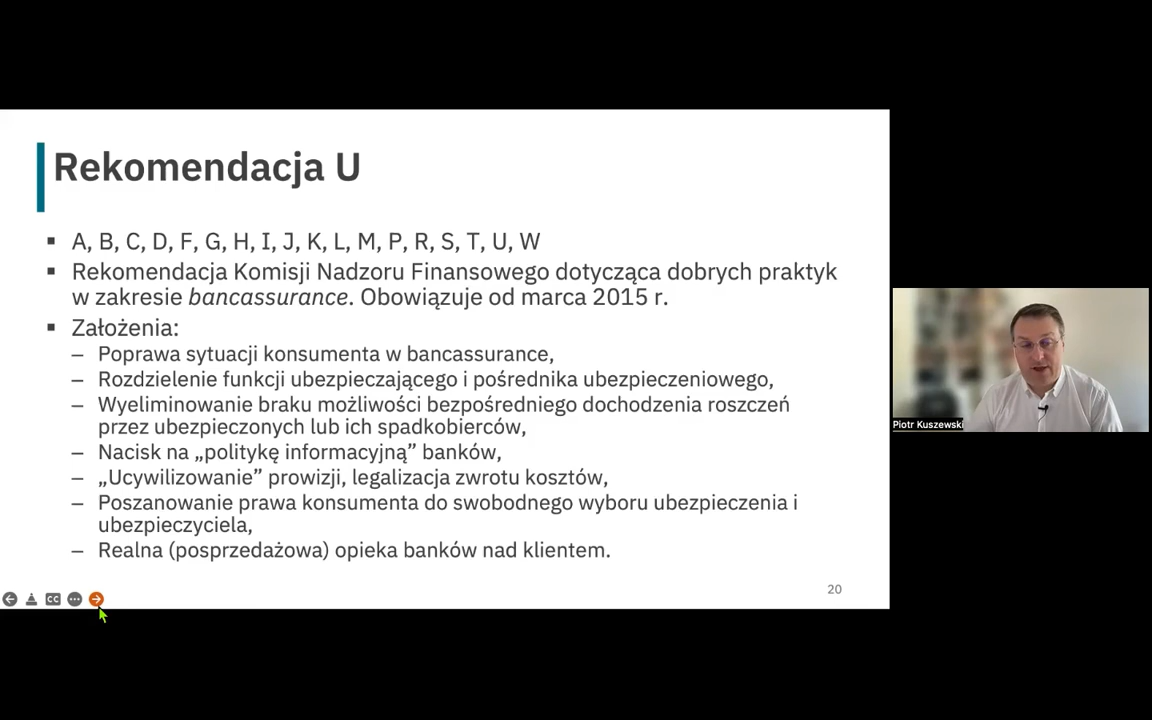 Rekomendacja U
▪ A, B, C, D, F, G, H, I, J, K, L, M, P, R, S, T, U, W
▪ Rekomendacja Komisji Nadzoru Finansowego dotycząca dobrych praktyk
w zakresie bancassurance. Obowiązuje od marca 2015 r.
▪ Założenia:
– Poprawa sytuacji konsumenta w bancassurance,
– Rozdzielenie funkcji ubezpieczającego i pośrednika ubezpieczeniowego,
– Wyeliminowanie braku możliwości bezpośredniego dochodzenia roszczeń
przez ubezpieczonych lub ich spadkobierców,
– Nacisk na „politykę informacyjną” banków,
– „Ucywilizowanie” prowizji, legalizacja zwrotu kosztów,
– Poszanowanie prawa konsumenta do swobodnego wyboru ubezpieczenia i
ubezpieczyciela,
– Realna (posprzedażowa) opieka banków nad klientem.
20
CC
Piotr Kuszewski